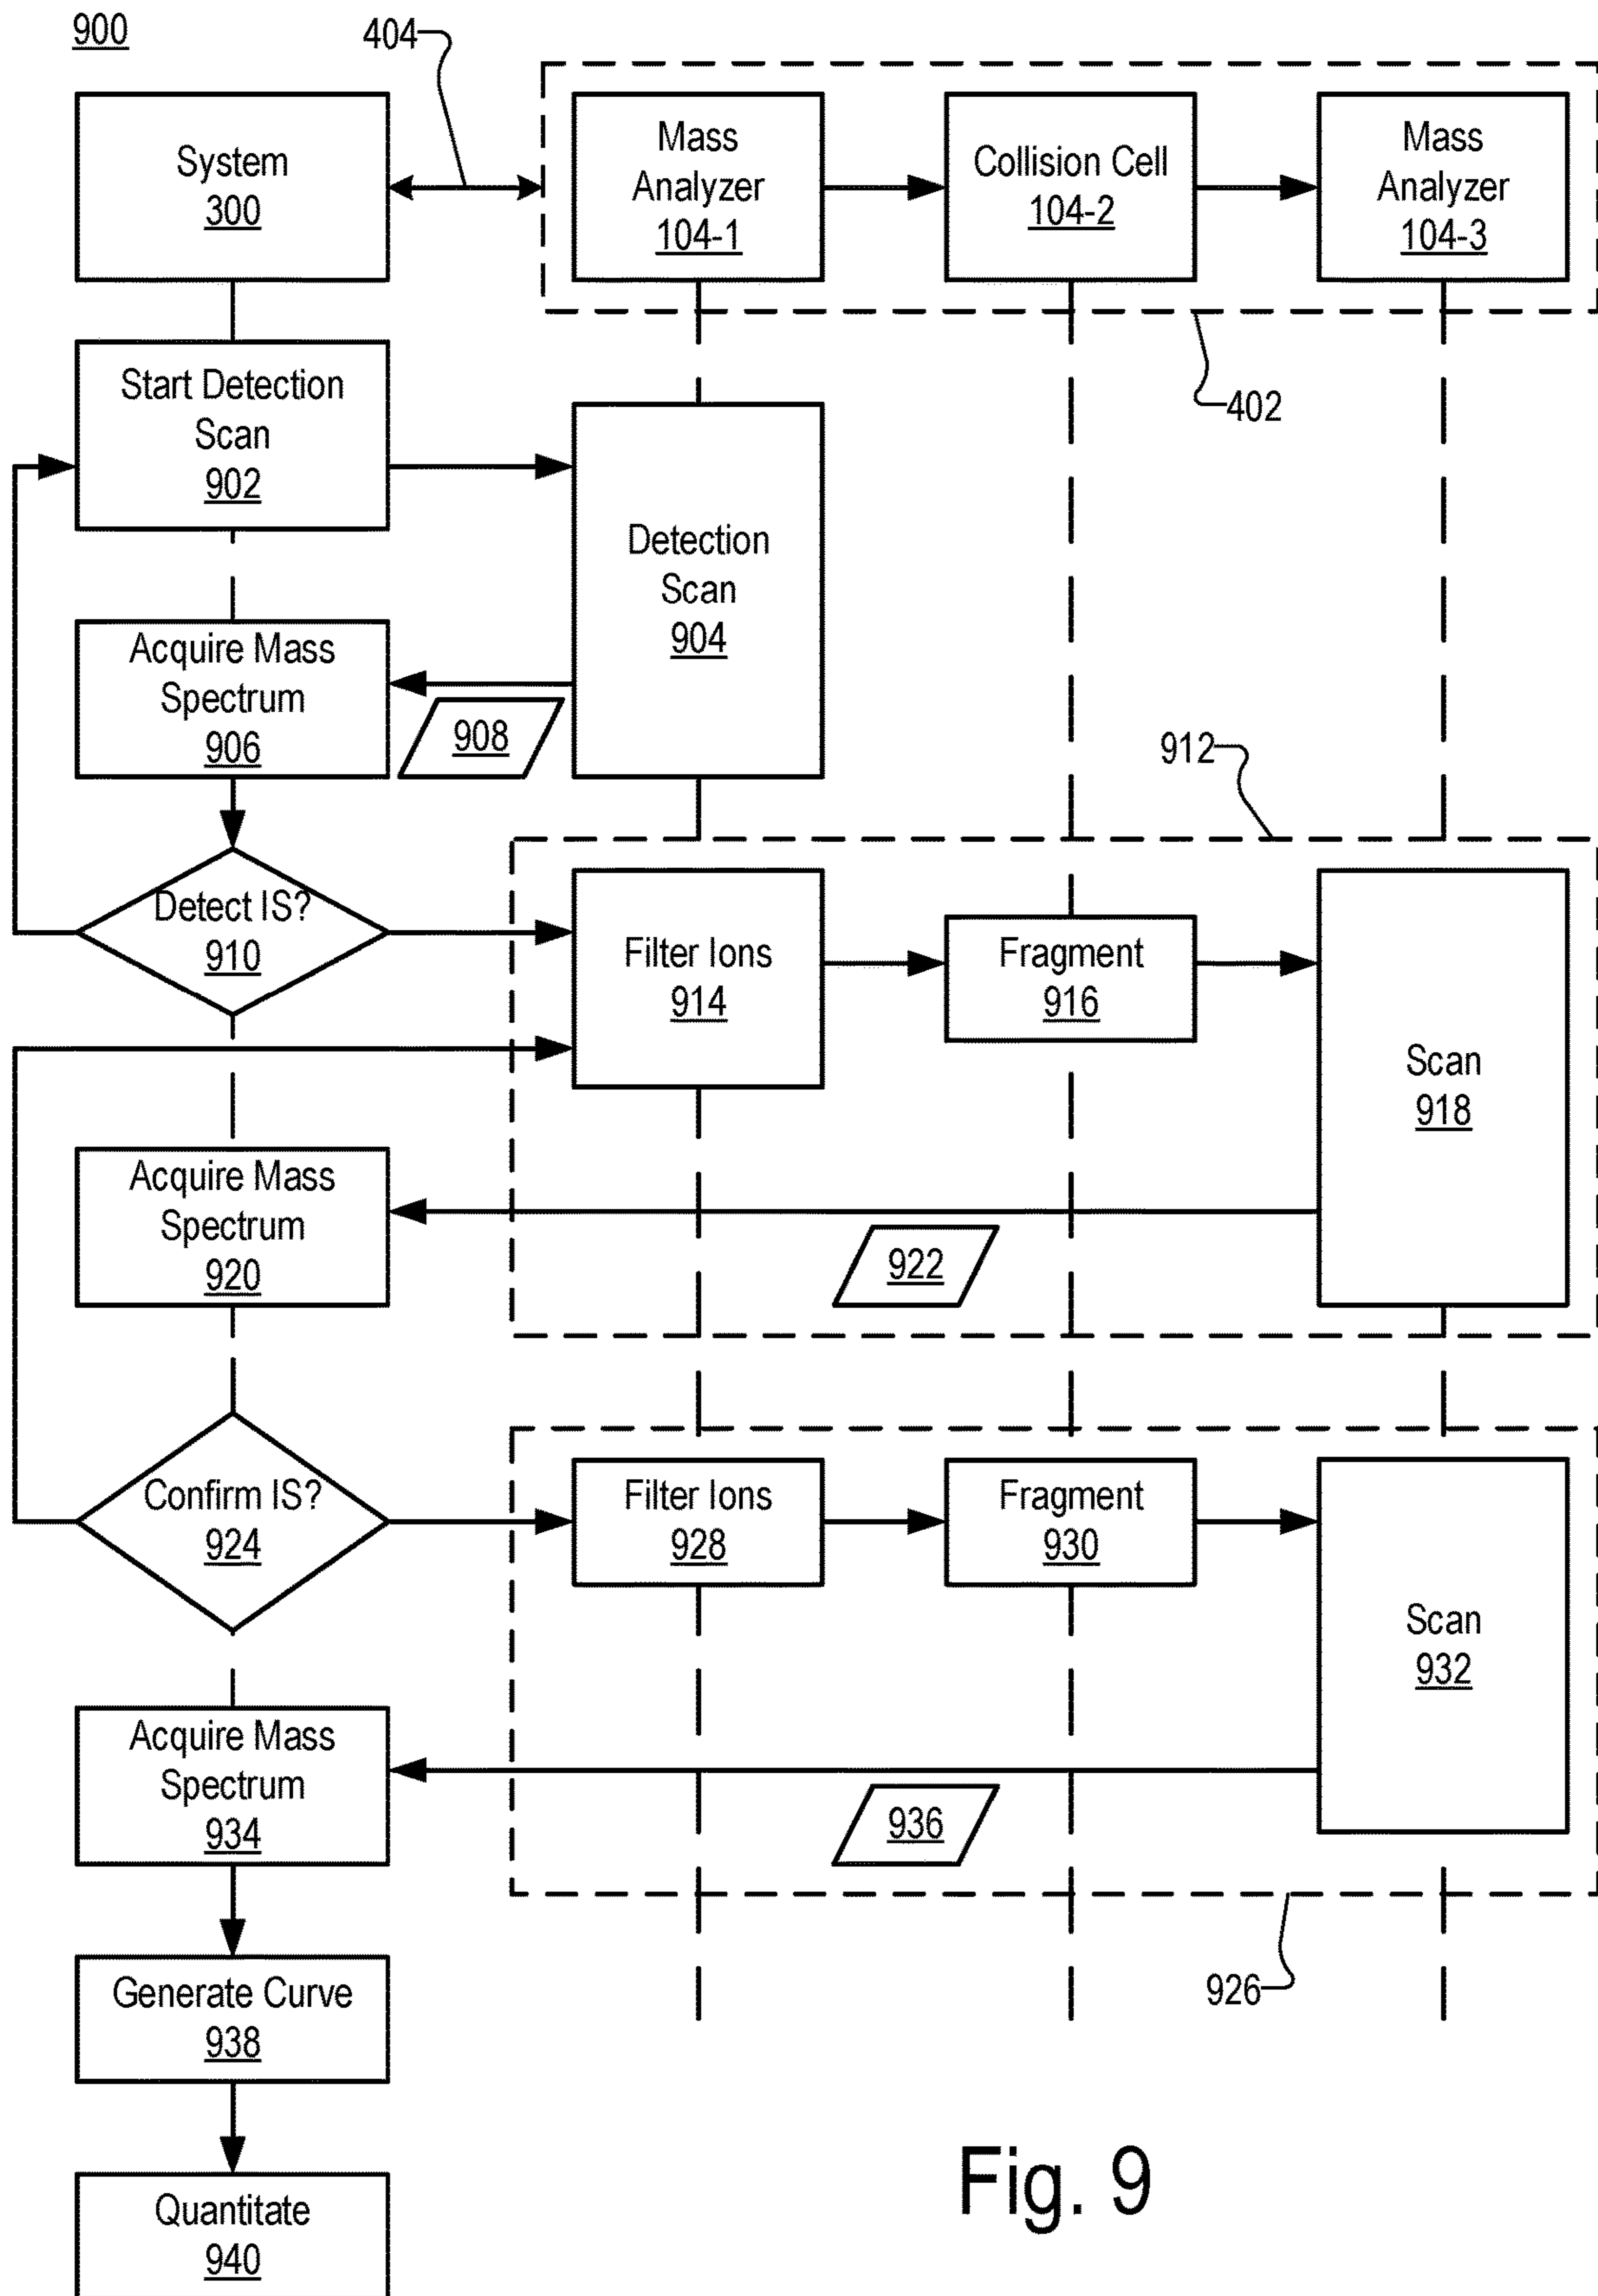 900
404
System
300
Mass
Analyzer
104-1
Collision Cell
104-2
Mass
Analyzer
104-3
402
Start Detection
Scan
902
Detection
Scan
904
Acquire Mass
Spectrum
906
908
912
Detect IS?
910
Filter Ions
914
Fragment
916
Scan
918
Acquire Mass
Spectrum
920
922
Confirm IS?
924
Filter Ions
928
Fragment
930
Scan
932
Acquire Mass
Spectrum
934
936
926
Generate Curve
938
Quantitate
940
Fig. 9